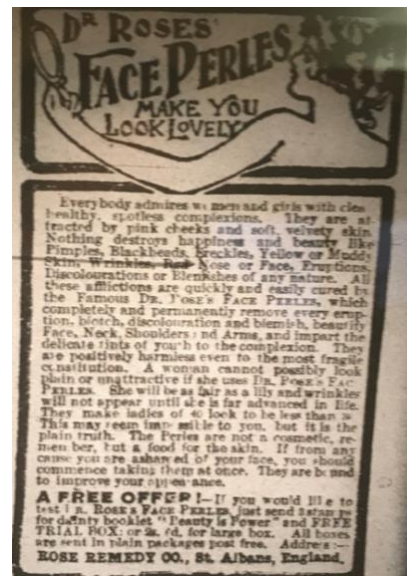 DR ROSES'
FACE PERLES
MAKE YOU
LOOK LOVELY
Everybody admires women and girls with clea
healthy, spotless complexions. They are at-
tracted by pink cheeks and soft, velvety skin
Nothing destroys happiness and beauty like
Pimples, Blackheads, Freckles, Yellow or Muddy
Skin, Wrinkles, Red Nose or Face, Eruptions,
Discolourations or Blemishes of any nature. All
these afflictions are quickly and easily cured by
the Famous DR. ROSE'S FACE PERLES, which
completely and permanently remove every erup-
tion, blotch, discolouration and blemish, beautify
Face, Neck, Shoulders and Arms, and impart the
delicate tints of youth to the complexion. They
are positively harmless even to the most fragile
constitution. A woman cannot possibly look
plain or unattractive if she uses DR. ROSE'S FACE
PERLES. She will be as fair as a lily and wrinkles
will not appear until she is far advanced in life.
They make ladies of 40 look to be less than
This may seem impossible to you, but it is the
plain truth. The Perles are not a cosmetic, re-
member, but a food for the skin. If from any
cause you are ashamed of your face, you should
commence taking them at once. They are bound
to improve your appearance.
A FREE OFFER!—If you would like to
test DR. ROSE'S FACE PERLES, just send
for dainty booklet "Beauty is Power" and FREE
TRIAL BOX: or for large box. All boxes
are sent in plain packages post free. Address:—
ROSE REMEDY CO., St. Albans, England.